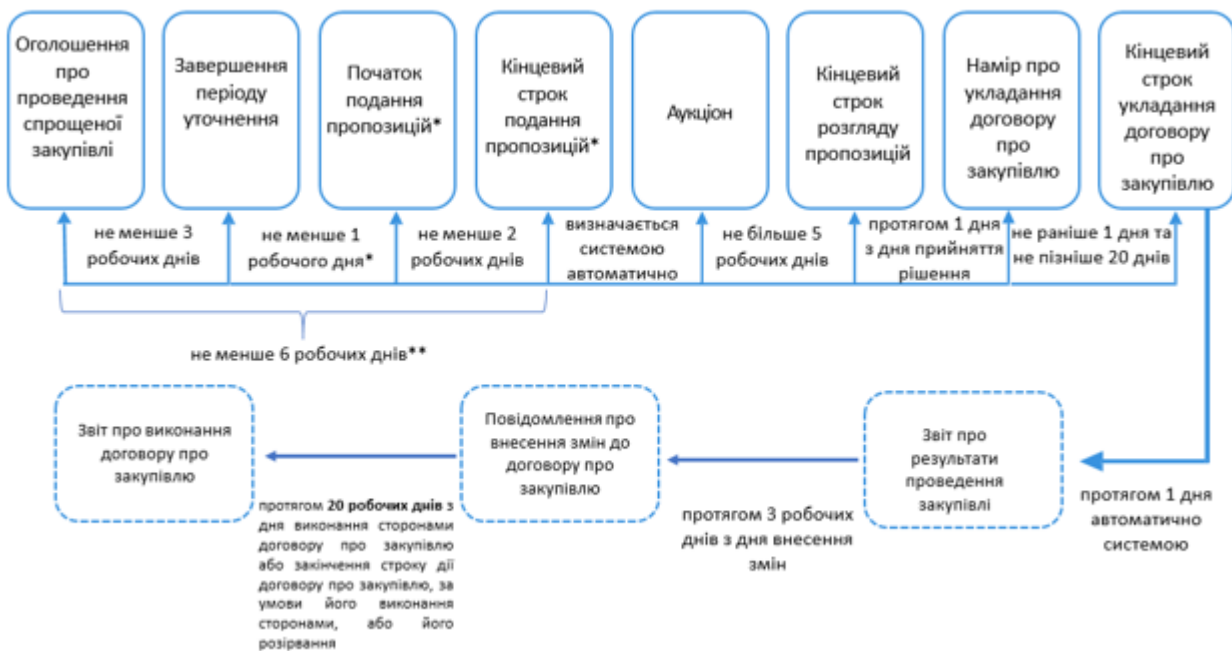 Оголошення
про
проведення
спрощеної
закупівлі
Завершення
періоду
уточнення
Початок
подання
пропозицій*
Кінцевий
строк
подання
пропозицій*
Аукціон
Кінцевий
строк
розгляду
пропозицій
Намір про
укладання
договору
про
закупівлю
Кінцевий
строк
укладання
договору
про
закупівлю
не менше 3
робочих днів
не менше 1
робочого дня*
не менше 2
робочих днів
визначається
системою
автоматично
не більше 5
робочих днів
протягом 1 дня
з дня прийняття
рішення
не раніше 1 дня та
не пізніше 20 днів
не менше 6 робочих днів**
Звіт про виконання
договору про
закупівлю
Повідомлення про
внесення змін до
договору про
закупівлю
Звіт про
результати
проведення
закупівлі
протягом 1 дня
автоматично
системою
протягом 3 робочих
днів з дня внесення
змін
протягом 20 робочих днів з
дня виконання сторонами
договору про закупівлю
або закінчення строку дії
договору про закупівлю, за
умови його виконання
сторонами, або його
розірвання